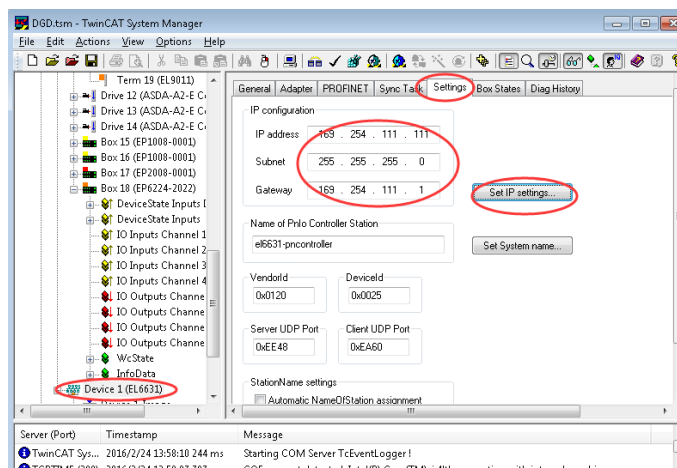 DGD.tsm - TwinCAT System Manager
File Edit Actions View Options Help
Term 19 (EL9011)
Drive 12 (ASDA-A2-E C
Drive 13 (ASDA-A2-E C
Drive 14 (ASDA-A2-E C
Box 15 (EP1008-0001)
Box 16 (EP1008-0001)
Box 17 (EP2008-0001)
Box 18 (EP6224-2022)
DeviceState Inputs
DeviceState Inputs
IO Inputs Channel 1
IO Inputs Channel 2
IO Inputs Channel 3
IO Inputs Channel 4
IO Outputs Channe
IO Outputs Channe
IO Outputs Channe
IO Outputs Channe
WcState
InfoData
Device 1 (EL6631)
General Adapter PROFINET Sync Task Settings Box States Diag History
IP configuration
IP address 169 . 254 . 111 . 111
Subnet 255 . 255 . 255 . 0
Gateway 169 . 254 . 111 . 1
Set IP settings...
Name of PnIo Controller Station
el6631-pncontroller
Set System name...
VendorId DeviceId
0x0120 0x0025
Server UDP Port Client UDP Port
0xEE48 0xEA60
StationName settings
Automatic NameOfStation assignment
Server (Port) Timestamp Message
TwinCAT Sys... 2016/2/24 13:58:10 244 ms Starting COM Server TcEventLogger !